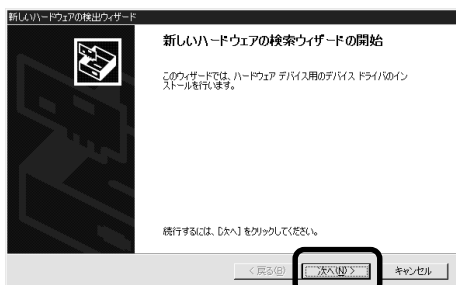 新しいハードウェアの検出ウィザード
新しいハードウェアの検索ウィザードの開始
このウィザードでは、ハードウェア デバイス用のデバイス ドライバのイン
ストールを行います。
続行するには、[次へ] をクリックしてください。
< 戻る(B)
次へ(N) >
キャンセル